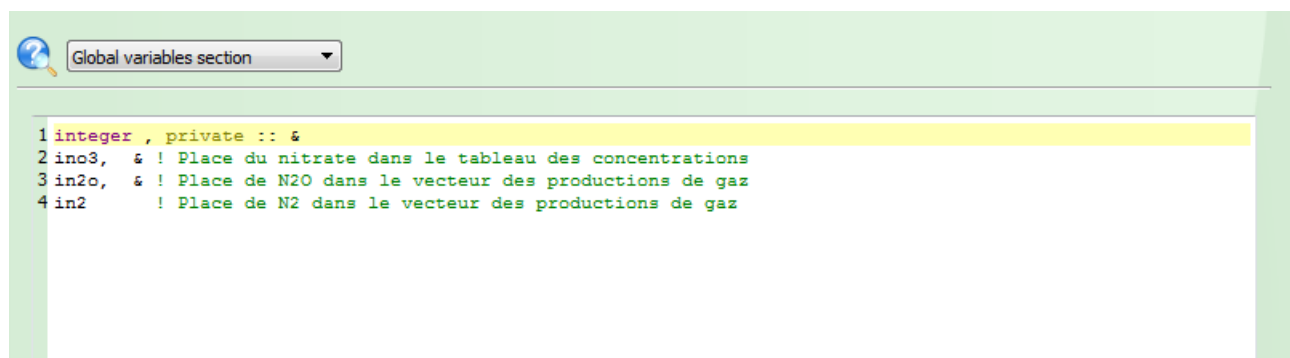 Global variables section
1 integer , private :: &
2 ino3,  & ! Place du nitrate dans le tableau des concentrations
3 in2o,  & ! Place de N2O dans le vecteur des productions de gaz
4 in2      ! Place de N2 dans le vecteur des productions de gaz